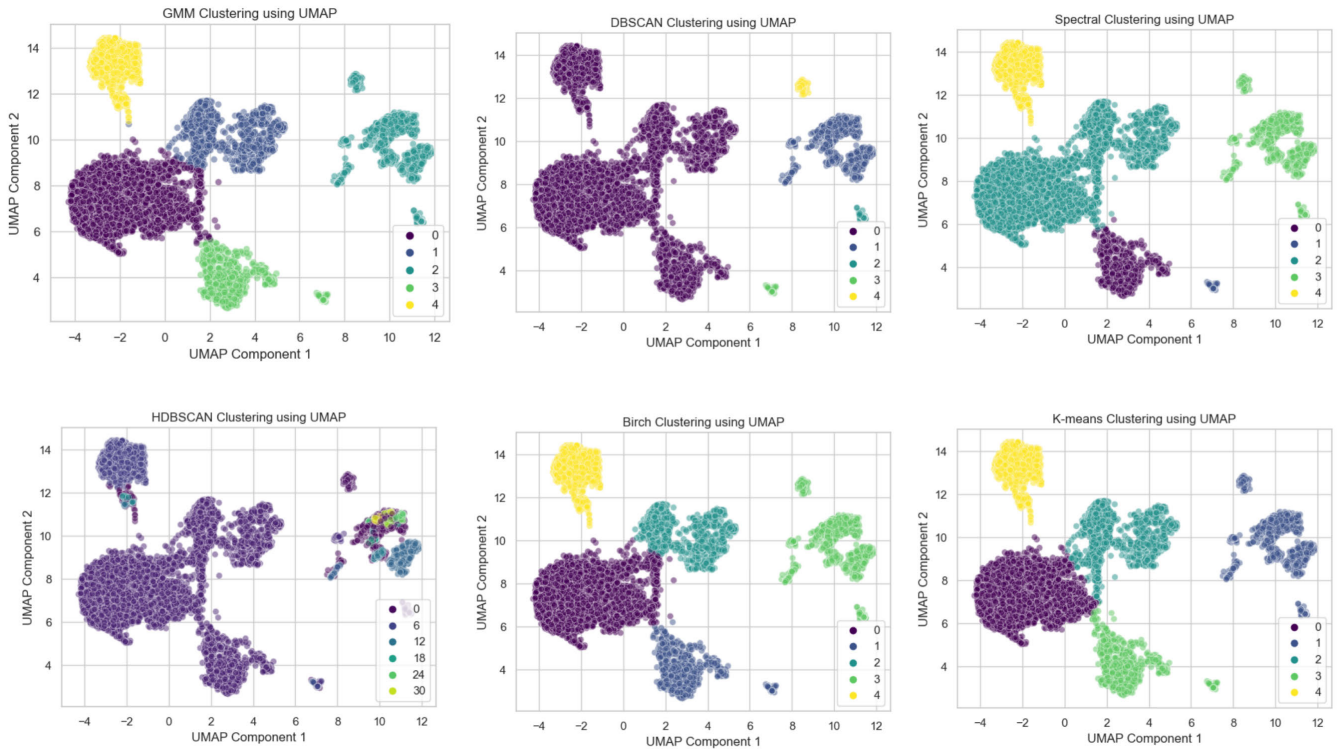 GMM Clustering using UMAP
UMAP Component 2
14
12
10
8
6
4
0
1
2
3
4
−4 −2 0 2 4 6 8 10 12
UMAP Component 1
DBSCAN Clustering using UMAP
UMAP Component 2
14
12
10
8
6
4
0
1
2
3
4
−4 −2 0 2 4 6 8 10 12
UMAP Component 1
Spectral Clustering using UMAP
UMAP Component 2
14
12
10
8
6
4
0
1
2
3
4
−4 −2 0 2 4 6 8 10 12
UMAP Component 1
HDBSCAN Clustering using UMAP
UMAP Component 2
14
12
10
8
6
4
0
6
12
18
24
30
−4 −2 0 2 4 6 8 10 12
UMAP Component 1
Birch Clustering using UMAP
UMAP Component 2
14
12
10
8
6
4
0
1
2
3
4
−4 −2 0 2 4 6 8 10 12
UMAP Component 1
K-means Clustering using UMAP
UMAP Component 2
14
12
10
8
6
4
0
1
2
3
4
−4 −2 0 2 4 6 8 10 12
UMAP Component 1